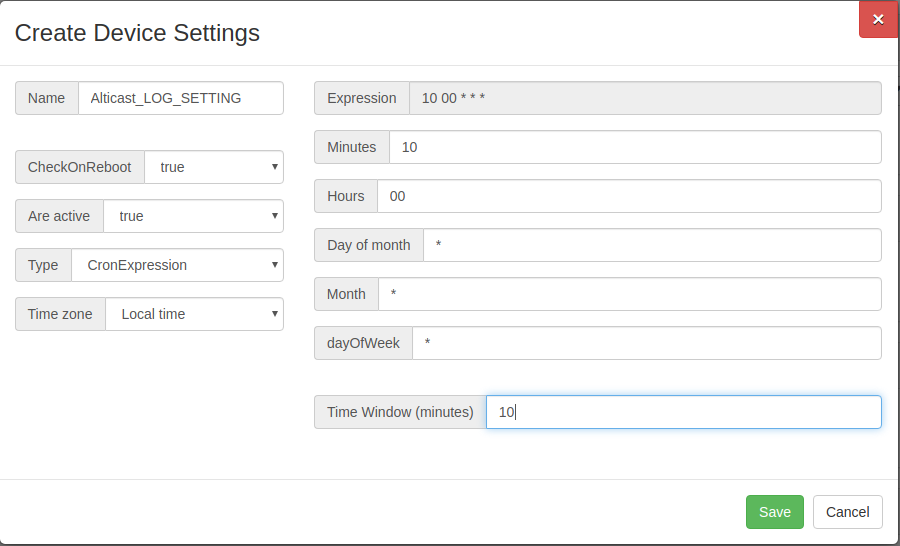 Create Device Settings
×
Name Alticast_LOG_SETTING
CheckOnReboot true
Are active true
Type CronExpression
Time zone Local time
Expression 10 00 * * *
Minutes 10
Hours 00
Day of month *
Month *
dayOfWeek *
Time Window (minutes) 10
Save Cancel